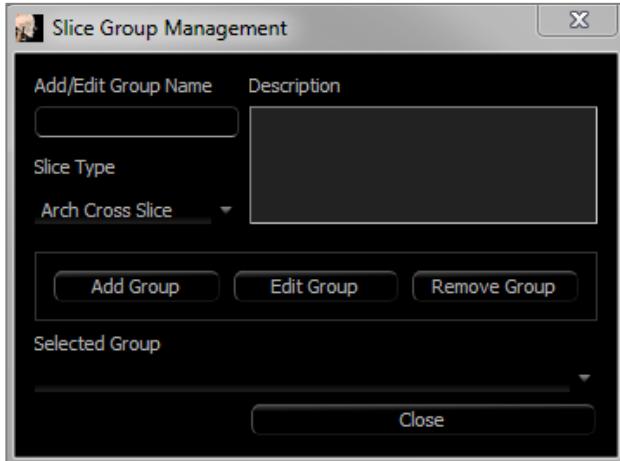 Slice Group Management
Add/Edit Group Name
Description
Slice Type
Arch Cross Slice
Add Group
Edit Group
Remove Group
Selected Group
Close